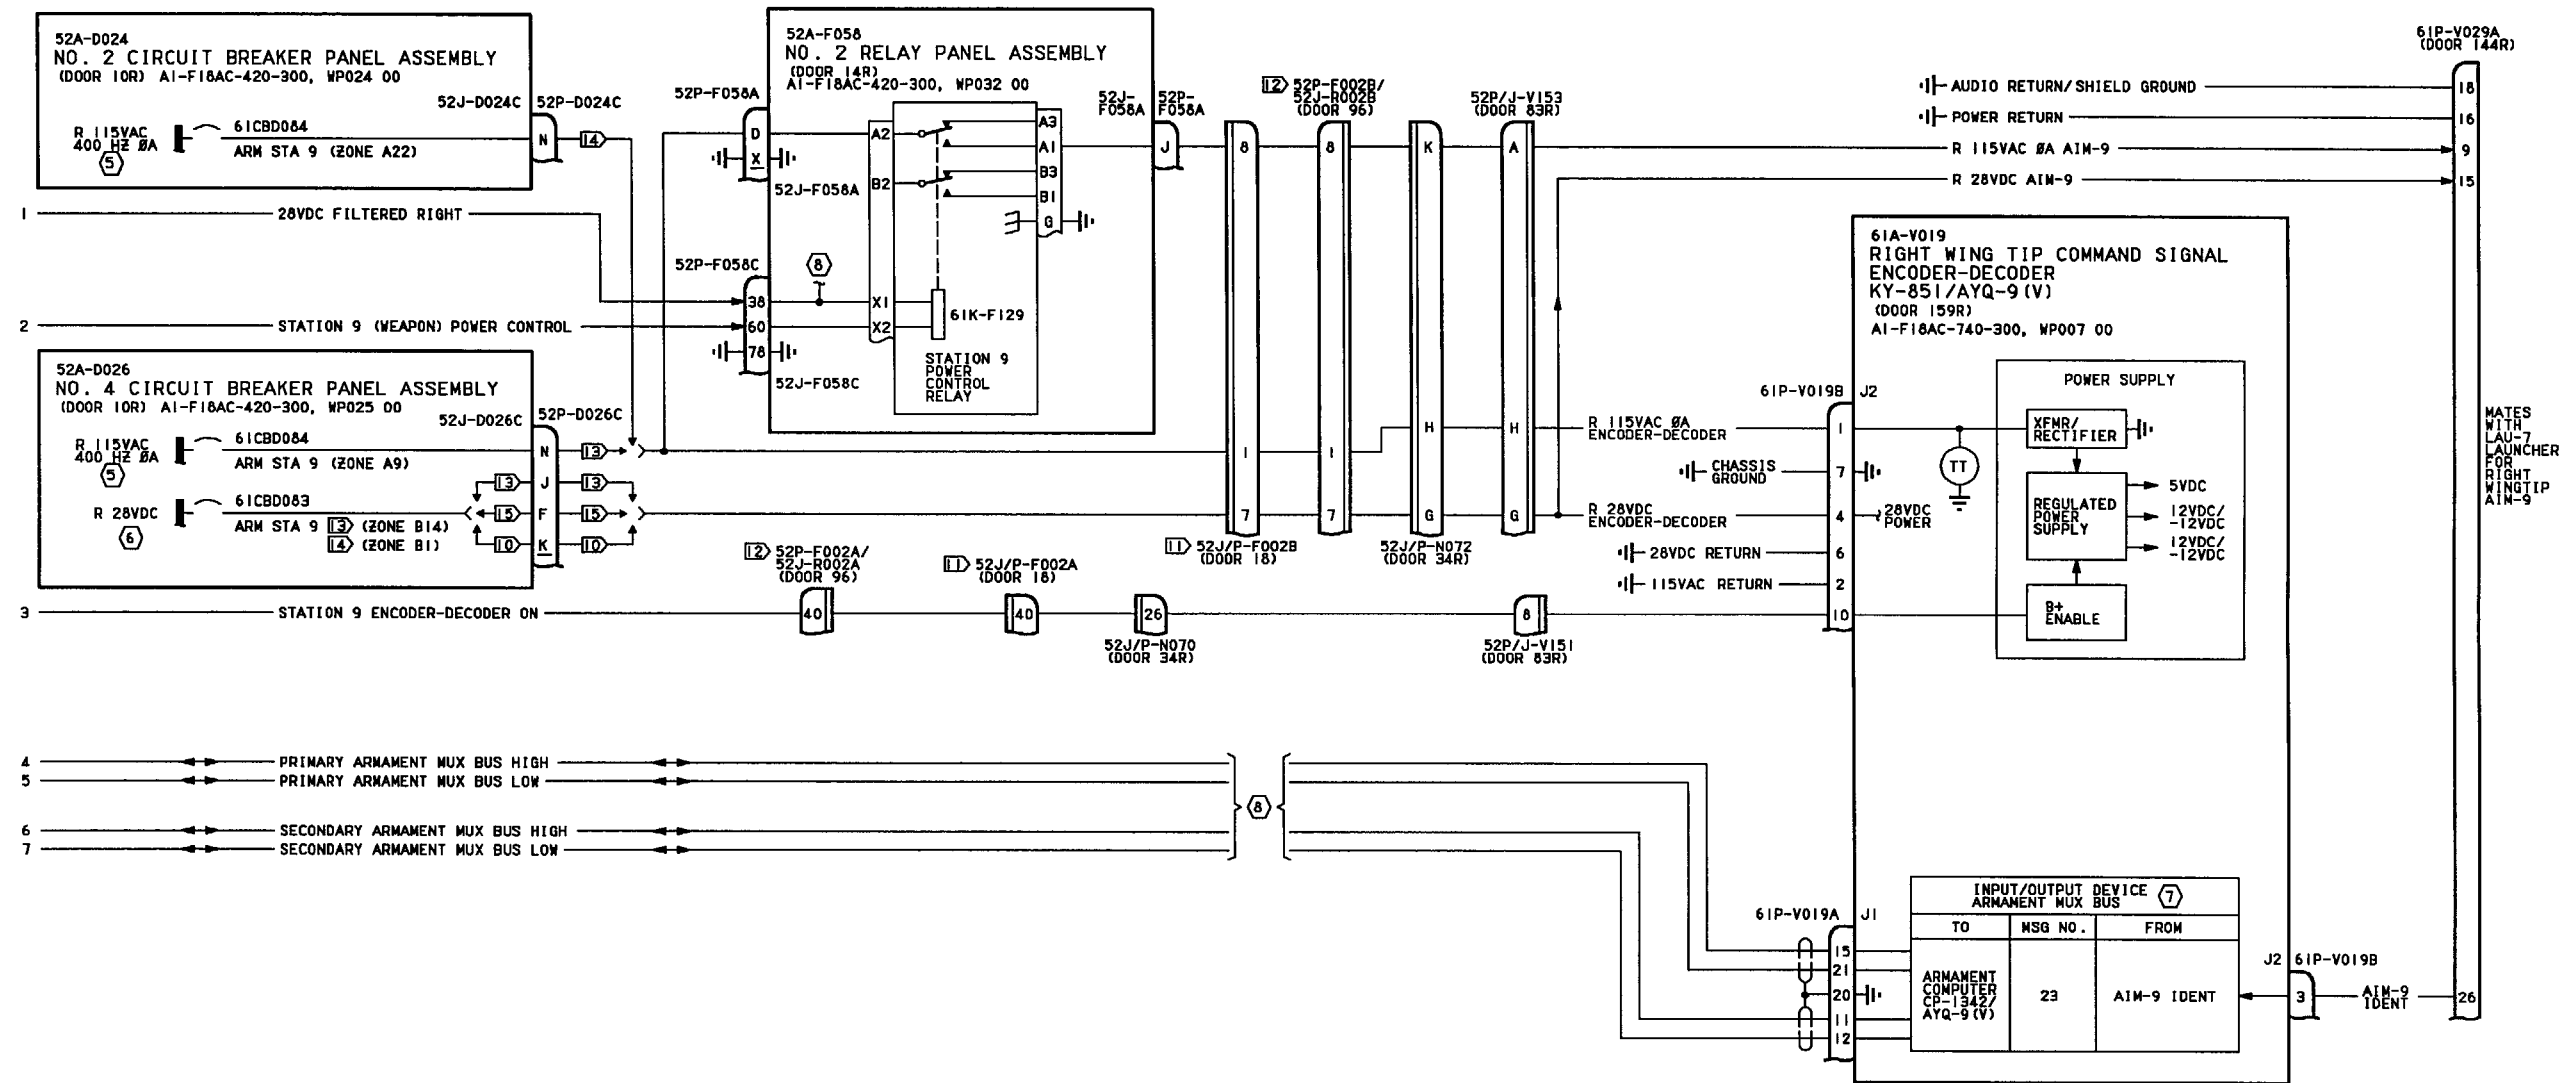 52A-D024
NO. 2 CIRCUIT BREAKER PANEL ASSEMBLY
(DOOR 10R) A1-F18AC-420-300, WP024 00
52J-D024C
52P-D024C
R 115VAC
400 HZ ØA
5
61CBD084
ARM STA 9 (ZONE A22)
N
14
1
28VDC FILTERED RIGHT
2
STATION 9 (WEAPON) POWER CONTROL
52A-D026
NO. 4 CIRCUIT BREAKER PANEL ASSEMBLY
(DOOR 10R) A1-F18AC-420-300, WP025 00
52J-D026C
52P-D026C
R 115VAC
400 HZ ØA
5
61CBD084
ARM STA 9 (ZONE A9)
N
13
13
J
13
R 28VDC
6
61CBD083
ARM STA 9 13 (ZONE B14)
14 (ZONE B1)
15
F
15
10
K
10
3
STATION 9 ENCODER-DECODER ON
52A-F058
NO. 2 RELAY PANEL ASSEMBLY
(DOOR 14R)
A1-F18AC-420-300, WP032 00
52P-F058A
D
X
52J-F058A
A2
B2
A3
A1
B3
B1
G
52P-F058C
8
38
60
78
52J-F058C
X1
X2
61K-F129
STATION 9
POWER
CONTROL
RELAY
52J-
F058A
52P-
F058A
J
8
1
7
11 52J/P-F002B
(DOOR 18)
12 52P-F002B/
52J-R002B
(DOOR 96)
8
1
7
K
H
G
52J/P-N072
(DOOR 34R)
52P/J-V153
(DOOR 83R)
A
H
G
12 52P-F002A/
52J-R002A
(DOOR 96)
40
11 52J/P-F002A
(DOOR 18)
40
26
52J/P-N070
(DOOR 34R)
8
52P/J-V151
(DOOR 83R)
61P-V029A
(DOOR 144R)
AUDIO RETURN/SHIELD GROUND
18
POWER RETURN
16
R 115VAC ØA AIM-9
9
R 28VDC AIM-9
15
61A-V019
RIGHT WING TIP COMMAND SIGNAL
ENCODER-DECODER
KY-851/AYQ-9(V)
(DOOR 159R)
A1-F18AC-740-300, WP007 00
61P-V019B
J2
R 115VAC ØA
ENCODER-DECODER
1
CHASSIS
GROUND
7
R 28VDC
ENCODER-DECODER
4
28VDC
POWER
28VDC RETURN
6
115VAC RETURN
2
10
TT
POWER SUPPLY
XFMR/
RECTIFIER
REGULATED
POWER
SUPPLY
5VDC
12VDC/
-12VDC
12VDC/
-12VDC
B+
ENABLE
MATES
WITH
LAU-7
LAUNCHER
FOR
RIGHT
WINGTIP
AIM-9
4
PRIMARY ARMAMENT MUX BUS HIGH
5
PRIMARY ARMAMENT MUX BUS LOW
8
6
SECONDARY ARMAMENT MUX BUS HIGH
7
SECONDARY ARMAMENT MUX BUS LOW
61P-V019A
J1
15
21
20
11
12
INPUT/OUTPUT DEVICE 7
ARMAMENT MUX BUS
TO
MSG NO.
FROM
ARMAMENT
COMPUTER
CP-1342/
AYQ-9(V)
23
AIM-9 IDENT
J2
61P-V019B
3
AIM-9
IDENT
26